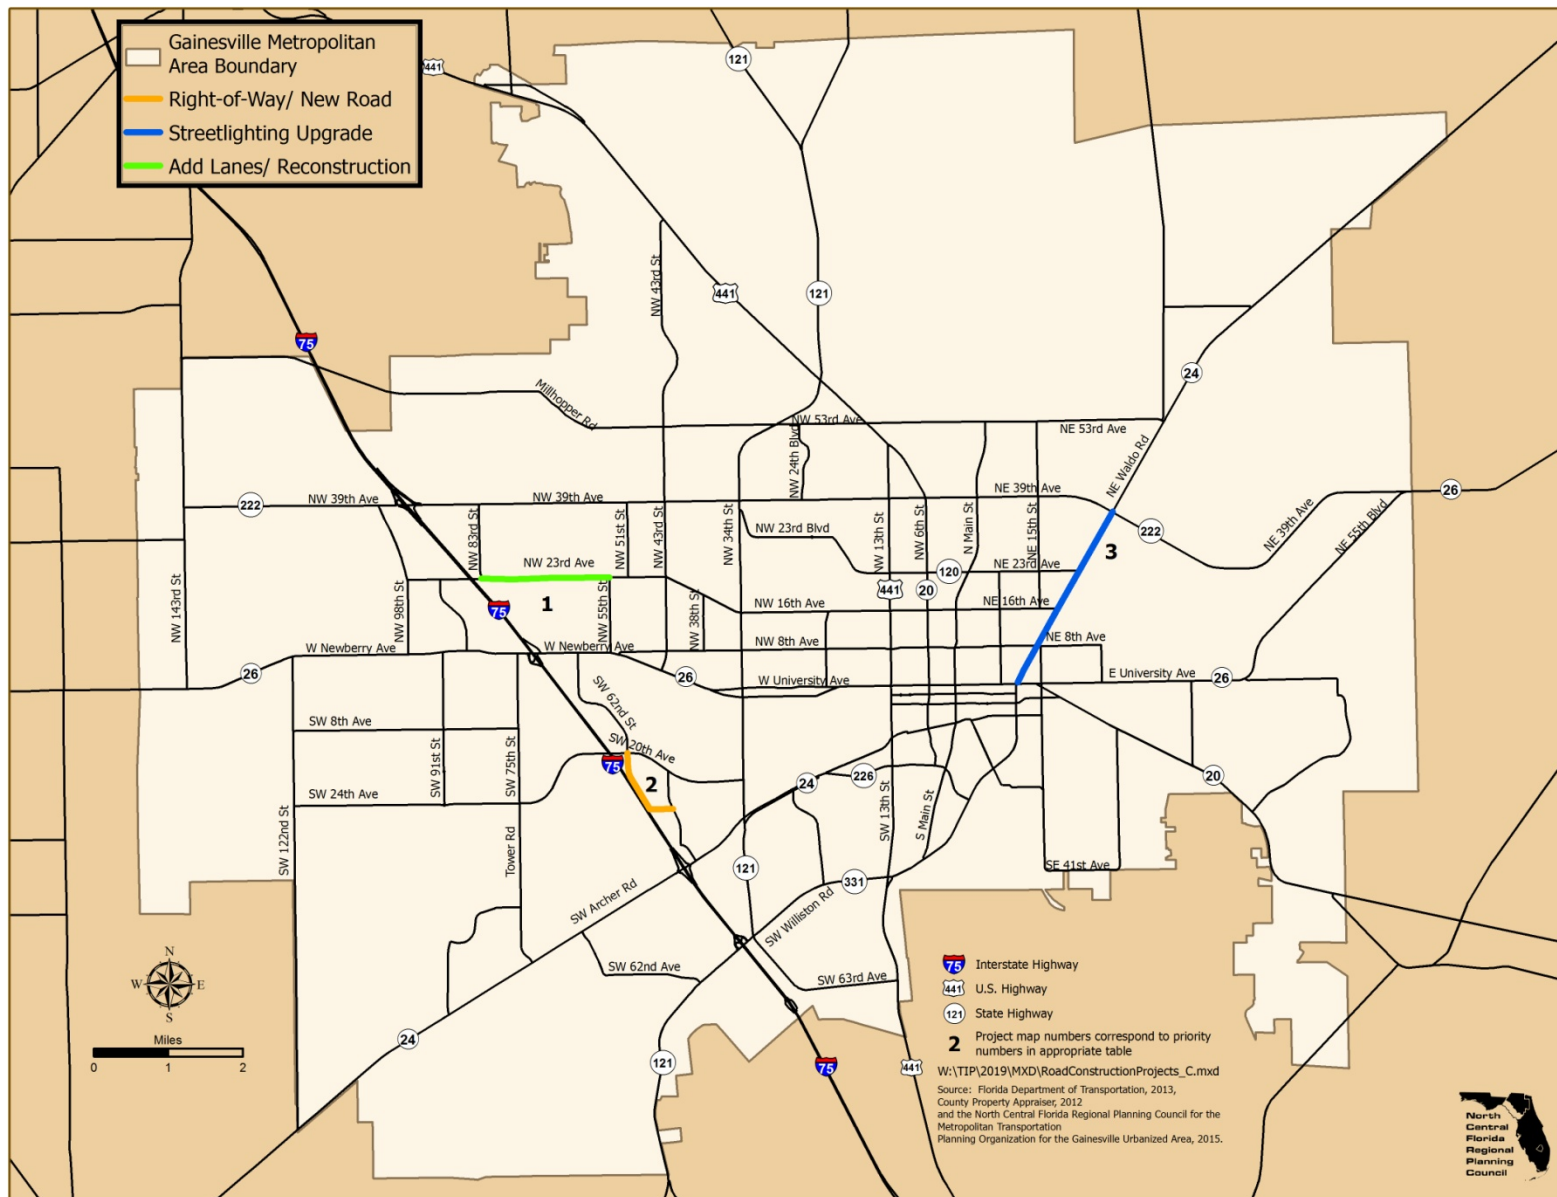 Gainesville Metropolitan
Area Boundary
Right-of-Way/ New Road
Streetlighting Upgrade
Add Lanes/ Reconstruction
441
121
75
NW 43rd St
441
121
24
Millhopper Rd
NW 53rd Ave
NE 53rd Ave
NW 24th Blvd
NE Waldo Rd
222
NW 39th Ave
NW 39th Ave
NE 39th Ave
26
NW 83rd St
NW 51st St
NW 43rd St
NW 34th St
NW 23rd Blvd
NW 13th St
NW 6th St
N Main St
NE 15th St
222
NE 39th Ave
NE 55th Blvd
3
NW 23rd Ave
120
NE 23rd Ave
441
20
NW 143rd St
NW 98th St
75
1
NW 55th St
NW 38th St
NW 16th Ave
NE 16th Ave
W Newberry Ave
W Newberry Ave
NW 8th Ave
NE 8th Ave
26
26
W University Ave
E University Ave
26
SW 62nd St
SW 8th Ave
SW 91st St
SW 75th St
SW 20th Ave
75
2
24
226
20
SW 24th Ave
SW 122nd St
Tower Rd
SW 13th St
S Main St
121
331
SE 41st Ave
SW Archer Rd
SW Williston Rd
SW 62nd Ave
SW 63rd Ave
24
121
75
441
N
W
E
S
Miles
0
1
2
75
Interstate Highway
441
U.S. Highway
121
State Highway
2
Project map numbers correspond to priority
numbers in appropriate table
W:\TIP\2019\MXD\RoadConstructionProjects_C.mxd
Source: Florida Department of Transportation, 2013,
County Property Appraiser, 2012
and the North Central Florida Regional Planning Council for the
Metropolitan Transportation
Planning Organization for the Gainesville Urbanized Area, 2015.
North
Central
Florida
Regional
Planning
Council